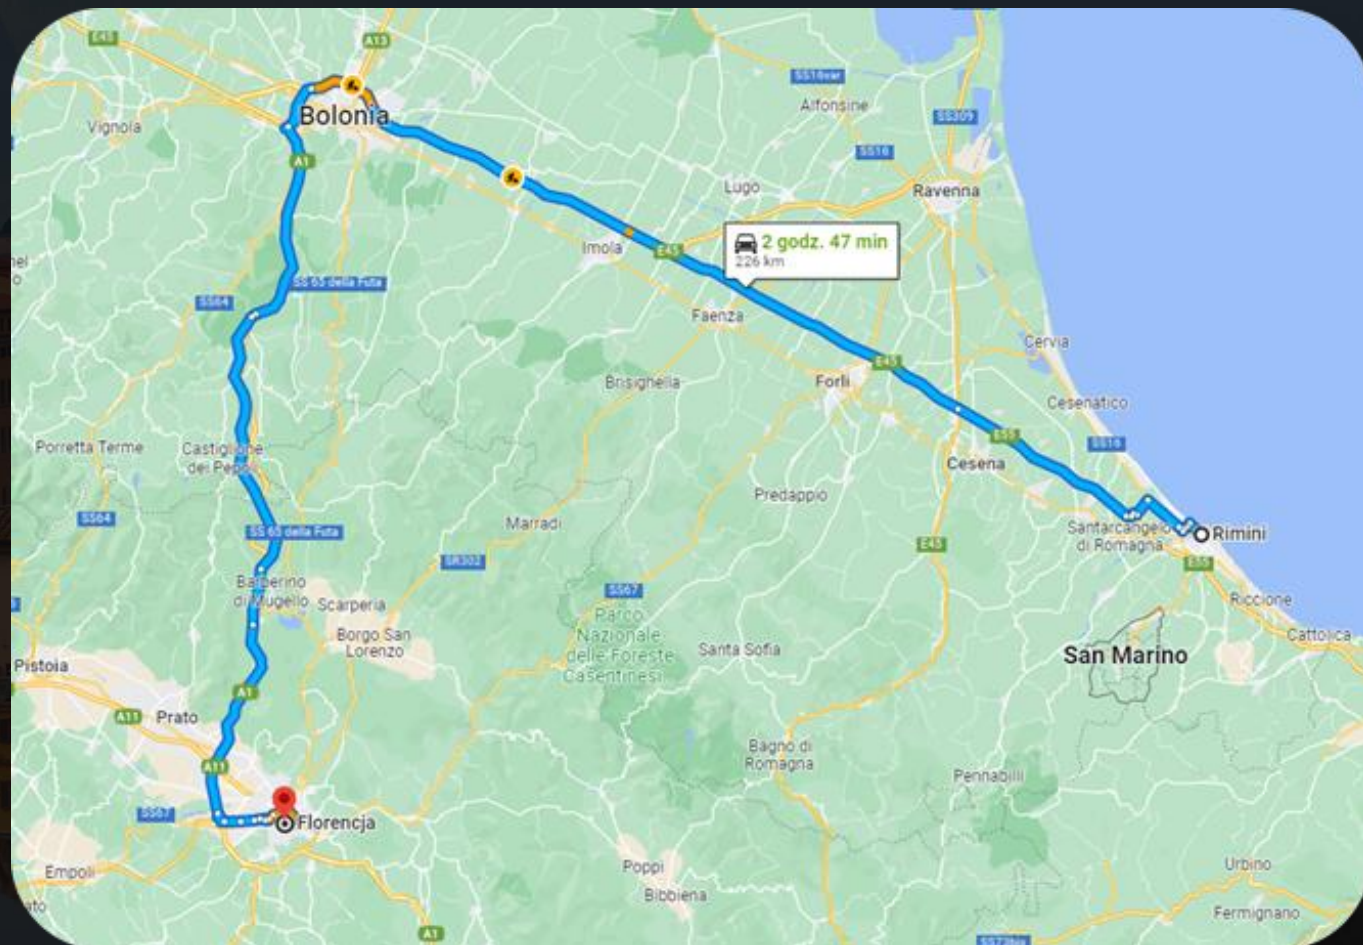 E45
A13
SS16var
Alfonsine
Vignola
Bolonia
SS309
A1
SS16
Lugo
Ravenna
2 godz. 47 min
226 km
Imola
E45
SS 65 della Futa
SS64
Faenza
Cervia
E45
Brisighella
Forlì
Cesenatico
E55
SS16
Porretta Terme
Castiglione
dei Pepoli
Cesena
Predappio
SS64
Marradi
SS 65 della Futa
Santarcangelo
di Romagna
Rimini
E45
SR302
E55
Barberino
di Mugello
SS67
Scarperia
Riccione
Parco
Nazionale
delle Foreste
Casentinesi
Borgo San
Lorenzo
Santa Sofia
Cattolica
San Marino
Pistoia
A1
A11
Prato
Bagno di
Romagna
A11
Pennabilli
SS67
Florencja
Empoli
Poppi
Urbino
Bibbiena
Fermignano
A1
SS73bis